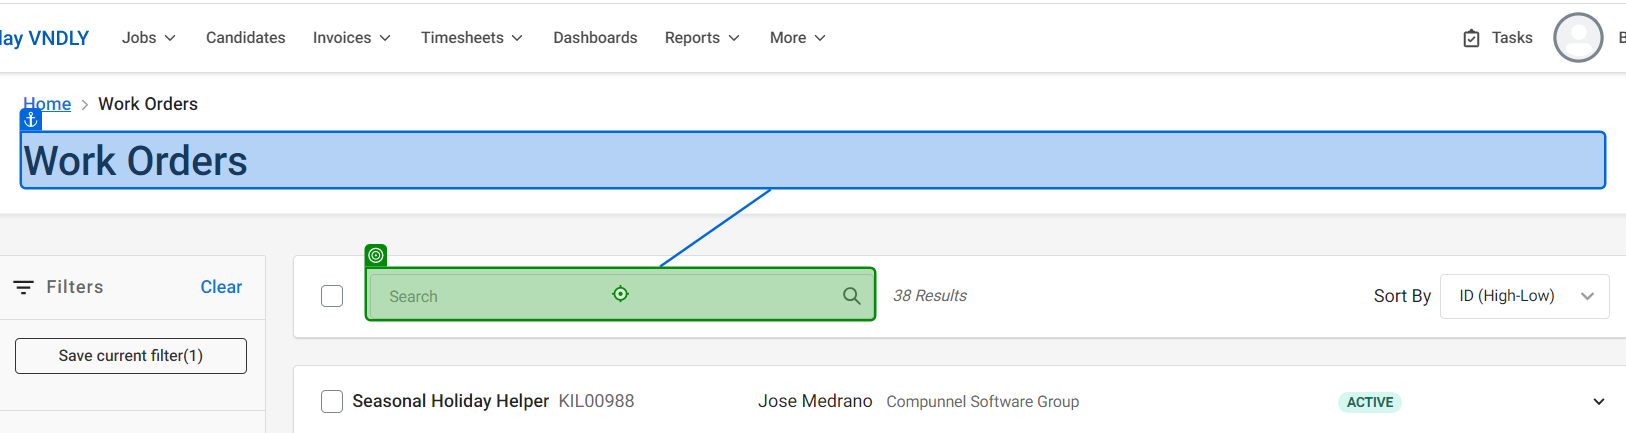 lay VNDLY Jobs Candidates Invoices Timesheets Dashboards Reports More Tasks B
Home > Work Orders
Work Orders
Filters Clear
Search 38 Results Sort By ID (High-Low)
Save current filter(1)
Seasonal Holiday Helper KIL00988 Jose Medrano Compunnel Software Group ACTIVE